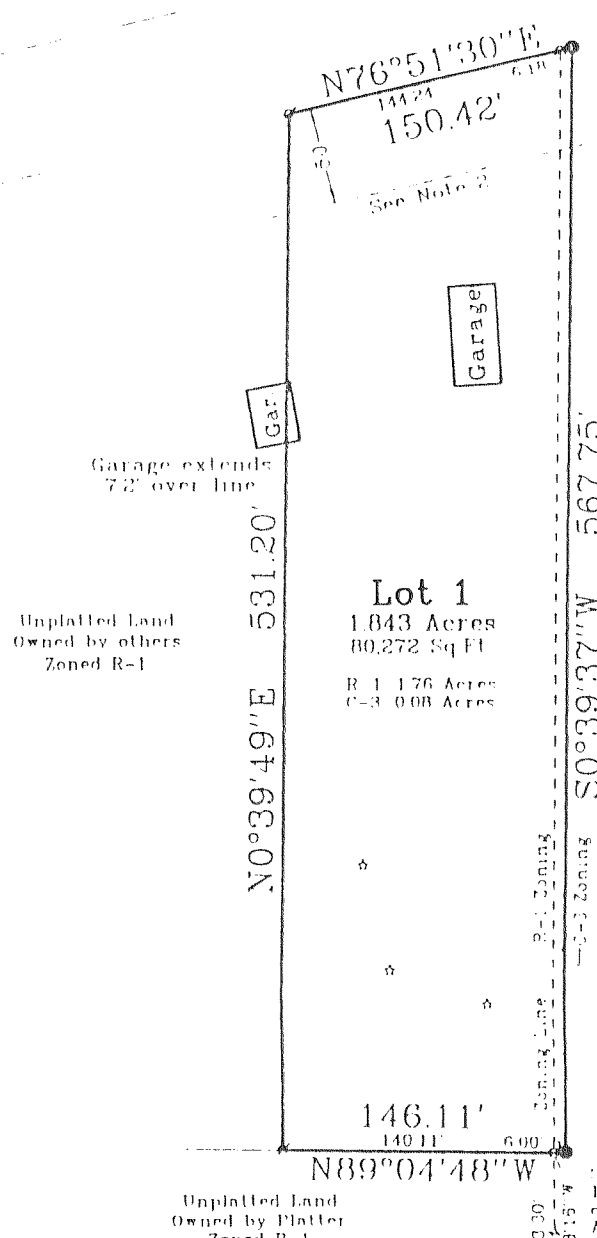 N76°51'30"E
144.24 6.18
150.42'
See Note 2
Garage
Gar.
Garage extends
7.2' over line
N0°39'49"E 531.20'
Unplatted Land
Owned by others
Zoned R-1
Lot 1
1.843 Acres
80,272 Sq Ft
R-1 1.76 Acres
C-3 0.08 Acres
S0°39'37"W 567.75'
Zoning Line R-1 Zoning
C-3 Zoning
146.11'
140.11' 6.00'
N89°04'48"W
Unplatted Land
Owned by Platter
Zoned R-1